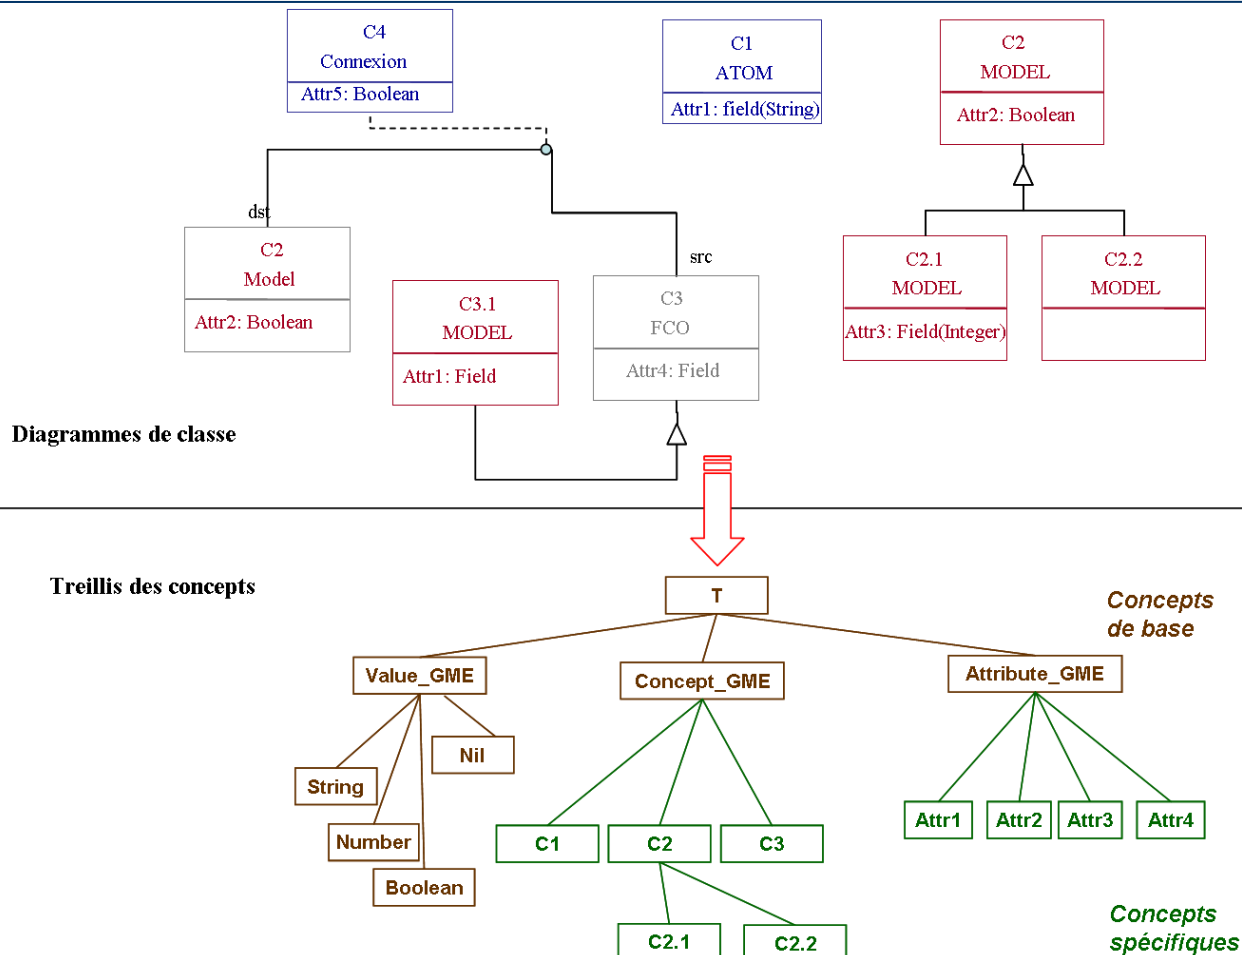 C4
Connexion
Attr5: Boolean
C1
ATOM
Attr1: field(String)
C2
MODEL
Attr2: Boolean
dst
C2
Model
Attr2: Boolean
C3.1
MODEL
Attr1: Field
src
C3
FCO
Attr4: Field
C2.1
MODEL
Attr3: Field(Integer)
C2.2
MODEL
Diagrammes de classe
Treillis des concepts
T
Concepts
de base
Value_GME
Concept_GME
Attribute_GME
String
Number
Boolean
Nil
C1
C2
C3
Attr1
Attr2
Attr3
Attr4
C2.1
C2.2
Concepts
spécifiques